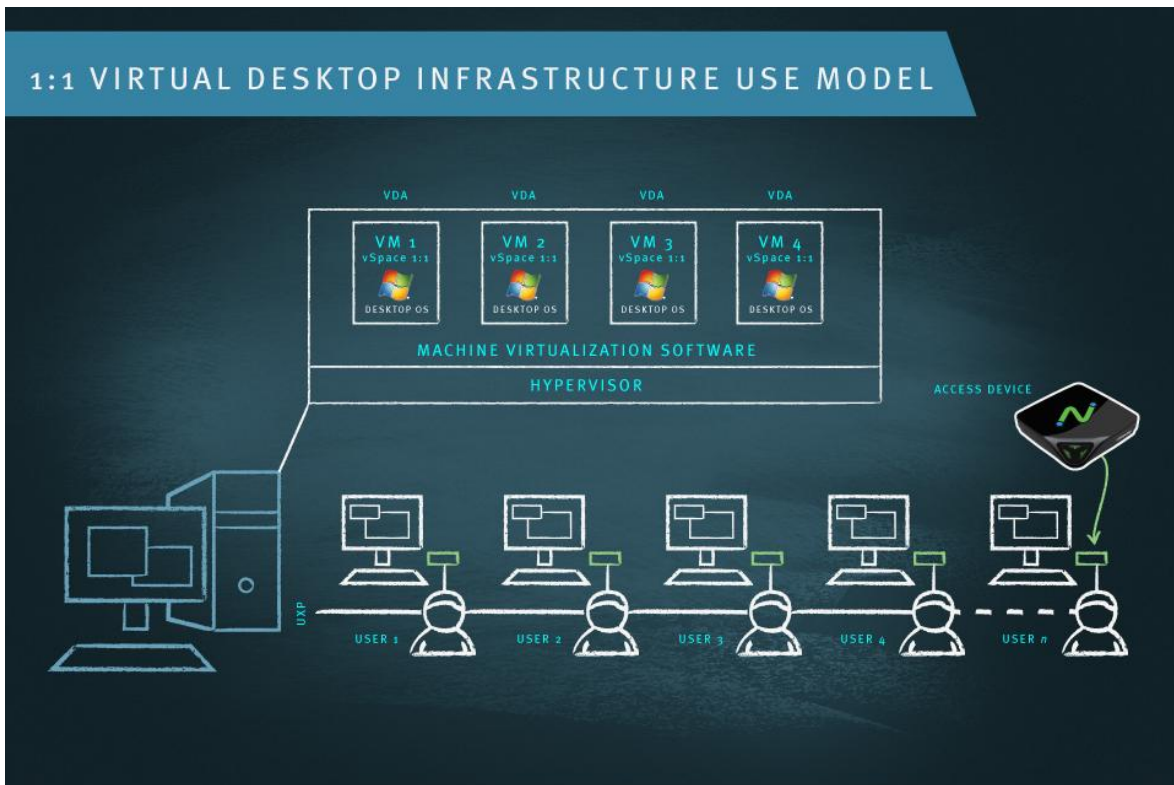 1:1 VIRTUAL DESKTOP INFRASTRUCTURE USE MODEL
VDA VDA VDA VDA
VM 1 VM 2 VM 3 VM 4
vSpace 1:1 vSpace 1:1 vSpace 1:1 vSpace 1:1
DESKTOP OS DESKTOP OS DESKTOP OS DESKTOP OS
MACHINE VIRTUALIZATION SOFTWARE
HYPERVISOR
ACCESS DEVICE
UXP
USER 1 USER 2 USER 3 USER 4 USER n